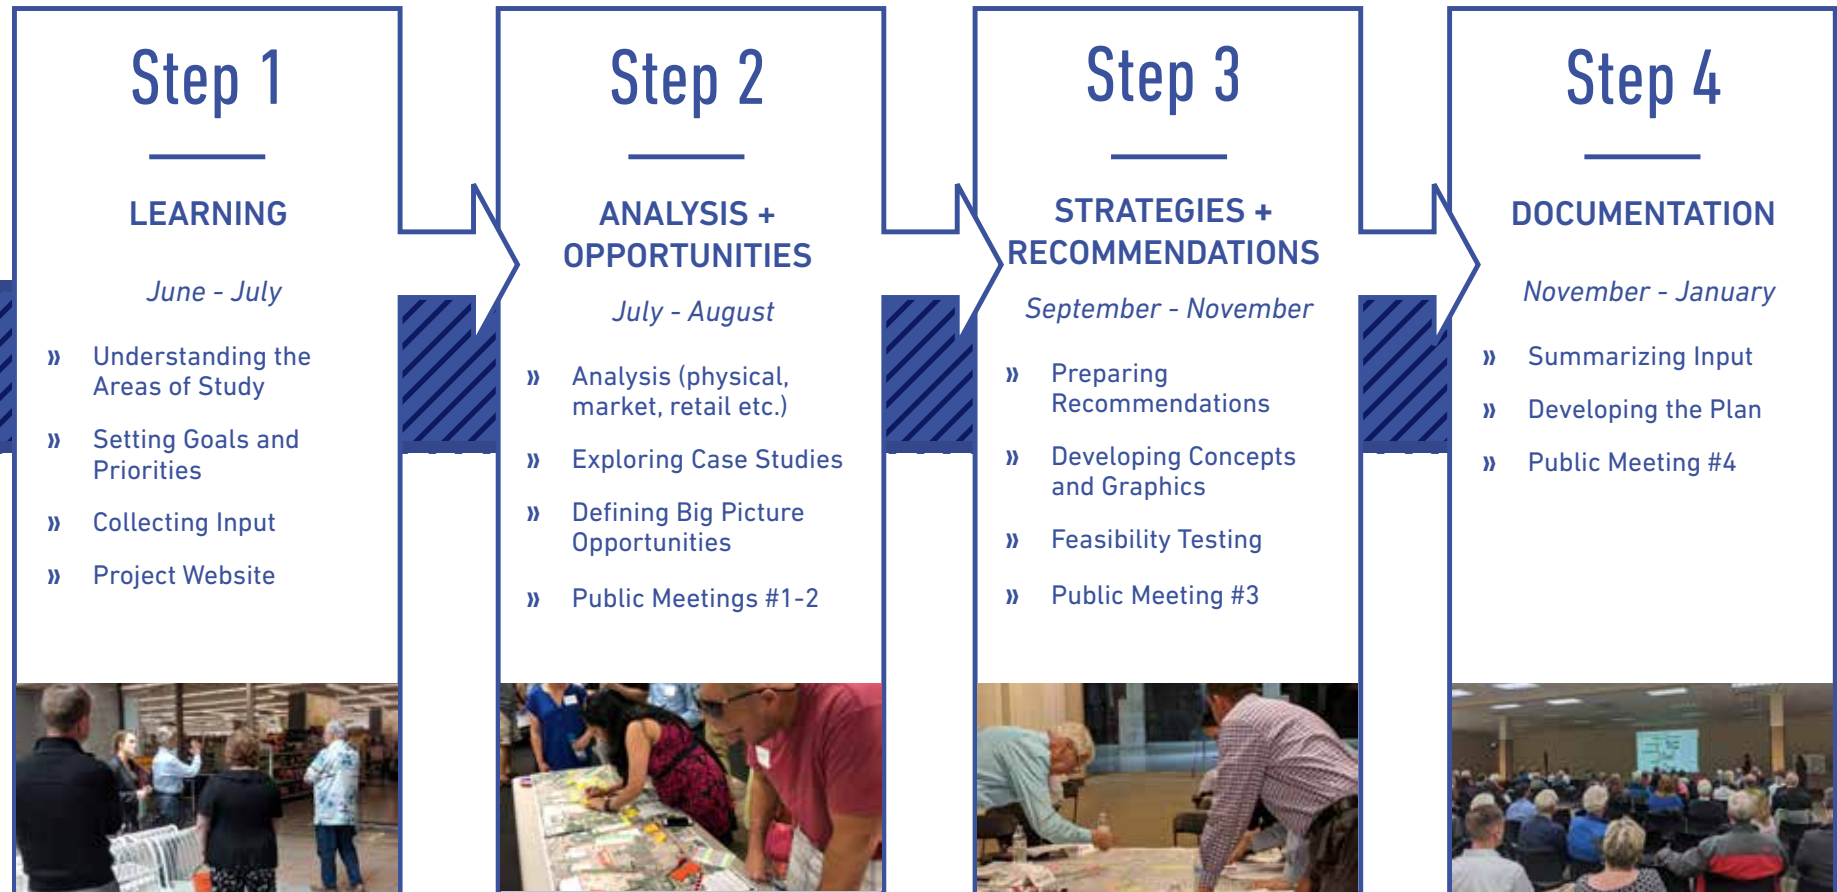 Step 1
LEARNING
June - July
» Understanding the
Areas of Study
» Setting Goals and
Priorities
» Collecting Input
» Project Website
Step 2
ANALYSIS +
OPPORTUNITIES
July - August
» Analysis (physical,
market, retail etc.)
» Exploring Case Studies
» Defining Big Picture
Opportunities
» Public Meetings #1-2
Step 3
STRATEGIES +
RECOMMENDATIONS
September - November
» Preparing
Recommendations
» Developing Concepts
and Graphics
» Feasibility Testing
» Public Meeting #3
Step 4
DOCUMENTATION
November - January
» Summarizing Input
» Developing the Plan
» Public Meeting #4